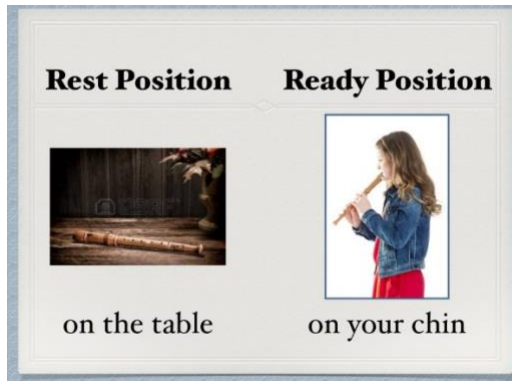 Rest Position
Ready Position
on the table
on your chin